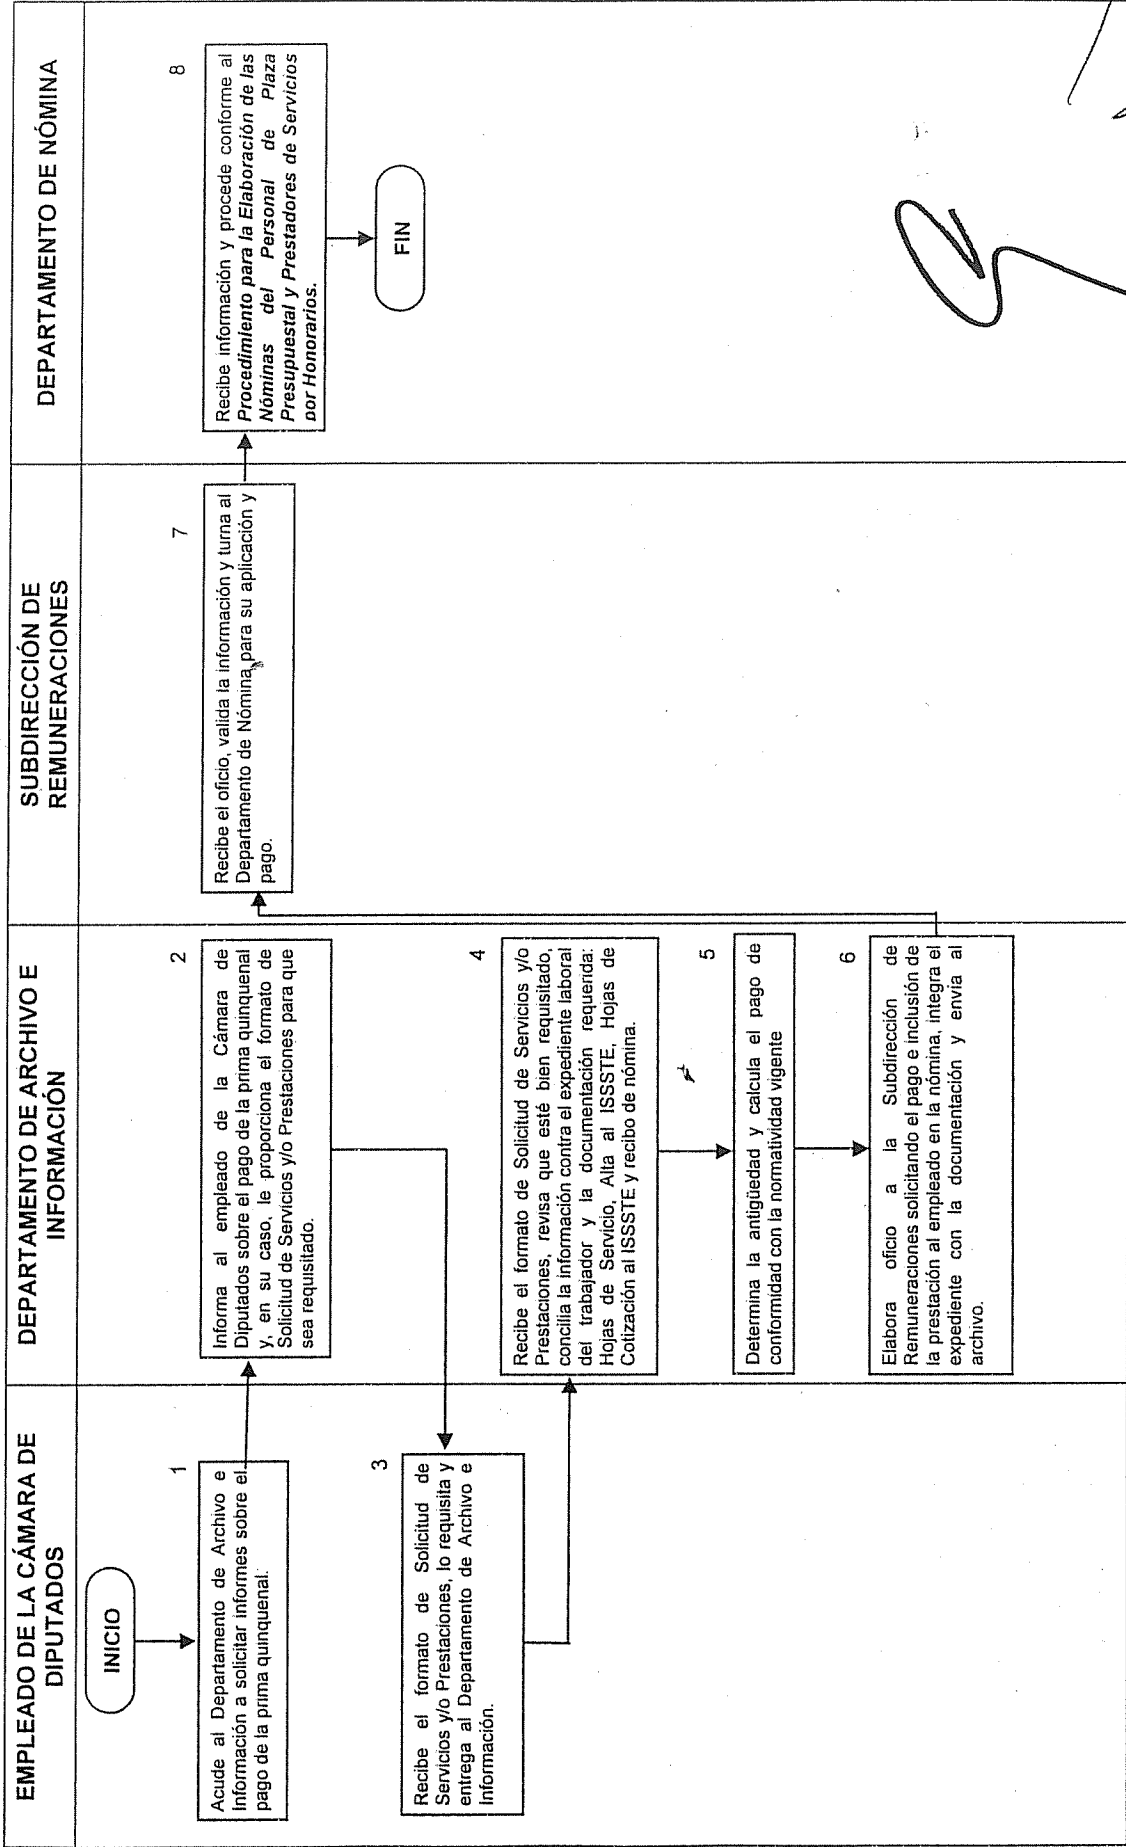 EMPLEADO DE LA CÁMARA DE
DIPUTADOS
DEPARTAMENTO DE ARCHIVO E
INFORMACIÓN
SUBDIRECCIÓN DE
REMUNERACIONES
DEPARTAMENTO DE NÓMINA
INICIO
1
Acude al Departamento de Archivo e
Información a solicitar informes sobre el
pago de la prima quinquenal.
2
Informa al empleado de la Cámara de
Diputados sobre el pago de la prima quinquenal
y, en su caso, le proporciona el formato de
Solicitud de Servicios y/o Prestaciones para que
sea requisitado.
3
Recibe el formato de Solicitud de
Servicios y/o Prestaciones, lo requisita y
entrega al Departamento de Archivo e
Información.
4
Recibe el formato de Solicitud de Servicios y/o
Prestaciones, revisa que esté bien requisitado,
concilia la información contra el expediente laboral
del trabajador y la documentación requerida:
Hojas de Servicio, Alta al ISSSTE, Hojas de
Cotización al ISSSTE y recibo de nómina.
5
Determina la antigüedad y calcula el pago de
conformidad con la normatividad vigente
6
Elabora oficio a la Subdirección de
Remuneraciones solicitando el pago e inclusión de
la prestación al empleado en la nómina, integra el
expediente con la documentación y envía al
archivo.
7
Recibe el oficio, valida la información y turna al
Departamento de Nómina para su aplicación y
pago.
8
Recibe información y procede conforme al
Procedimiento para la Elaboración de las
Nóminas del Personal de Plaza
Presupuestal y Prestadores de Servicios
por Honorarios.
FIN